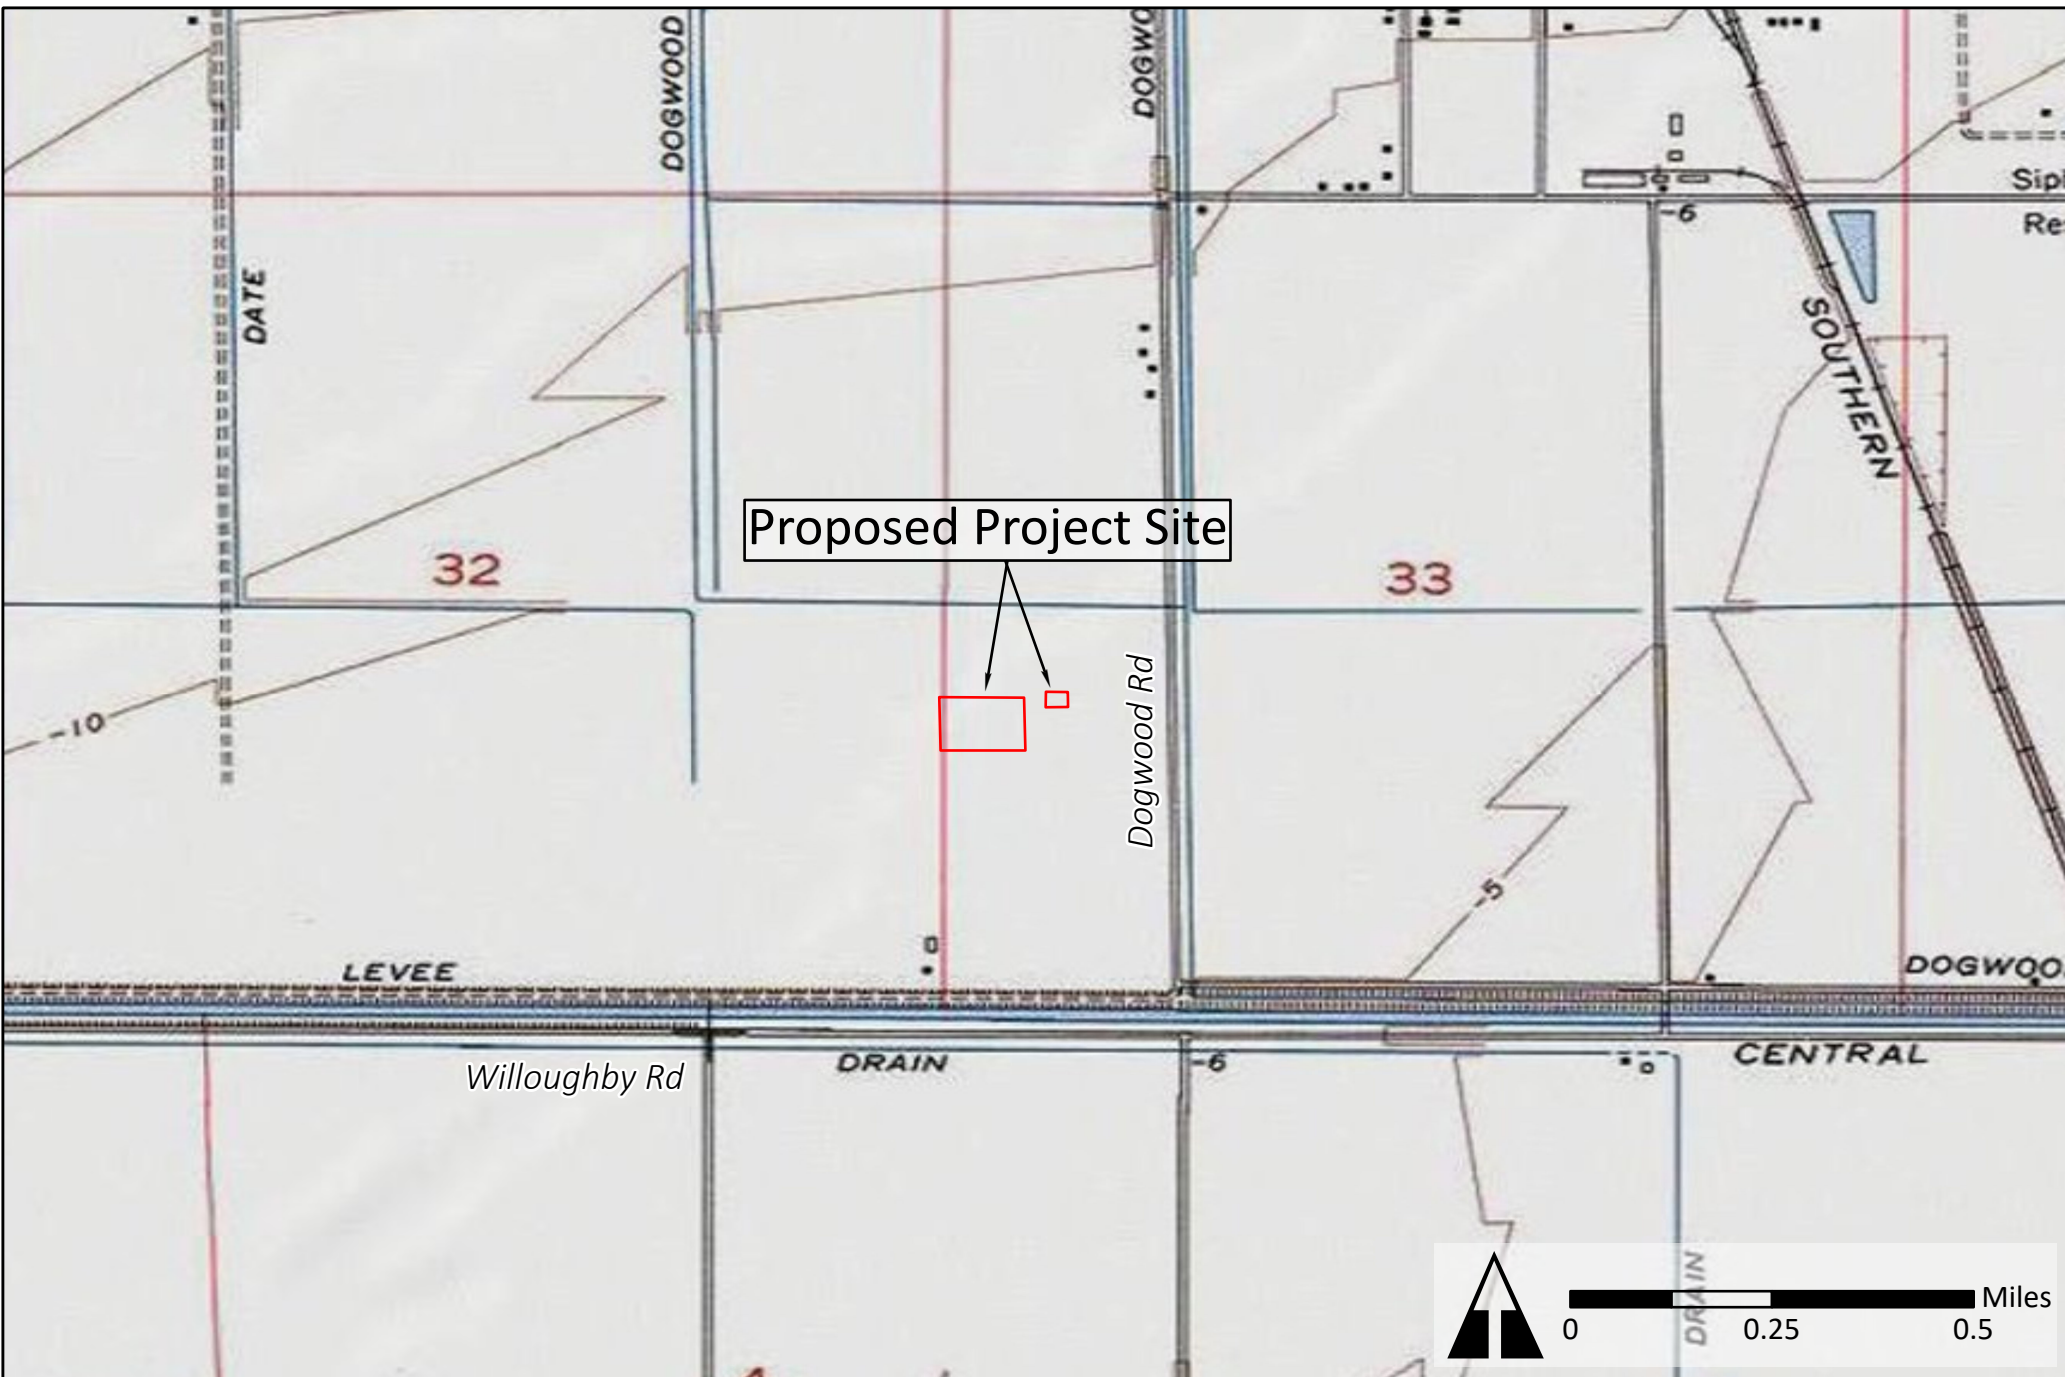 DOGWOOD
DOGWO
Sipl
-6
Re
DATE
SOUTHERN
Proposed Project Site
32
33
Dogwood Rd
-10
-5
LEVEE
DOGWOO
Willoughby Rd
DRAIN
-6
CENTRAL
DRAIN
Miles
0
0.25
0.5